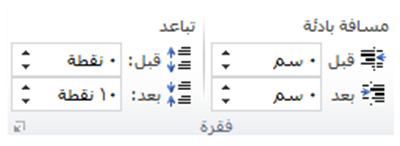 مسافة بادئة
تباعد
قبل
٠ سم
قبل:
٠ نقطة
بعد
٠ سم
بعد:
١٠ نقطة
فقرة